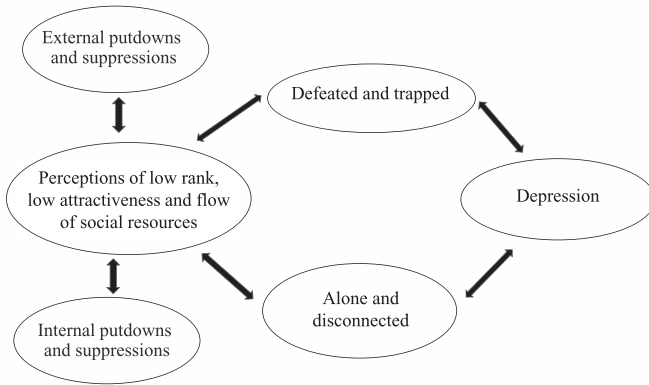 External putdowns
and suppressions
Defeated and trapped
Perceptions of low rank,
low attractiveness and flow
of social resources
Depression
Alone and
disconnected
Internal putdowns
and suppressions